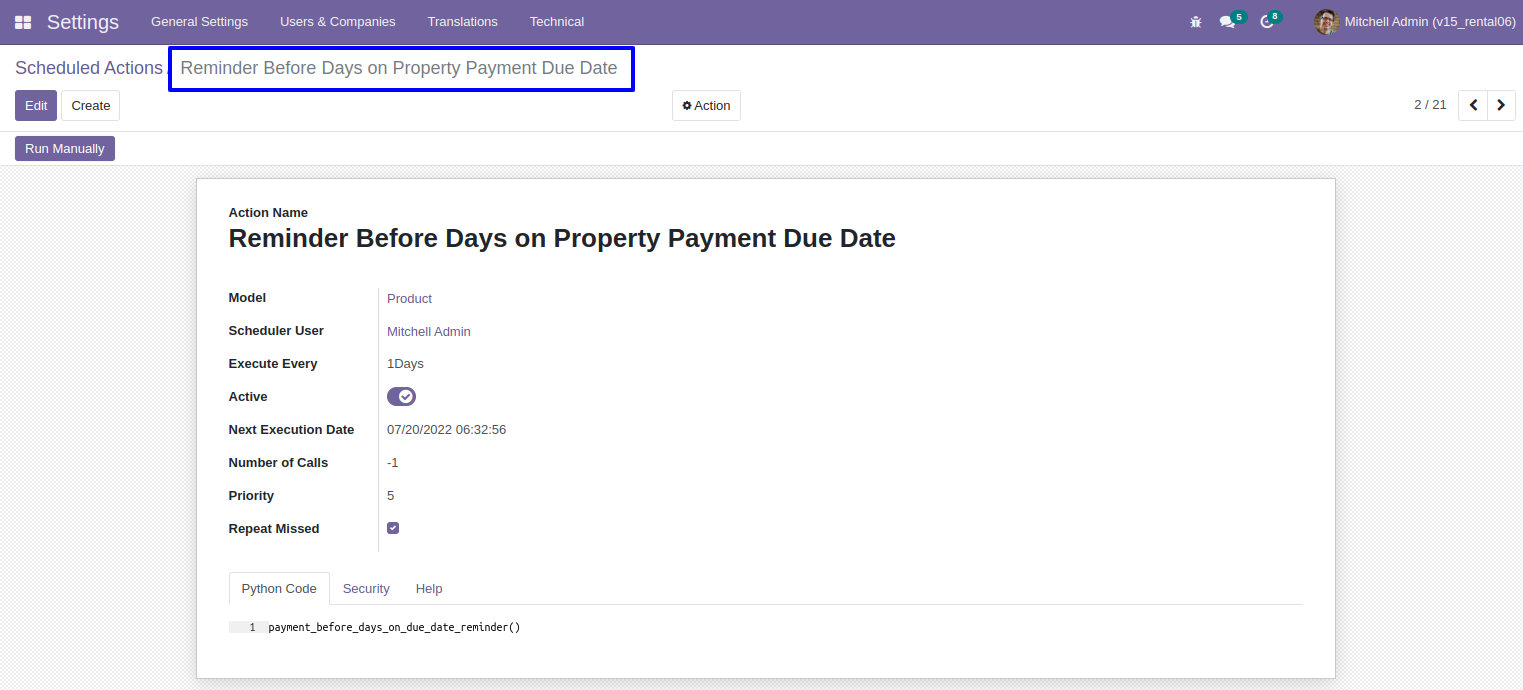 Settings General Settings Users & Companies Translations Technical 5 8 Mitchell Admin (v15_rental06)
Scheduled Actions / Reminder Before Days on Property Payment Due Date
Edit Create Action 2 / 21
Run Manually
Action Name
Reminder Before Days on Property Payment Due Date
Model Product
Scheduler User Mitchell Admin
Execute Every 1Days
Active
Next Execution Date 07/20/2022 06:32:56
Number of Calls -1
Priority 5
Repeat Missed
Python Code Security Help
1 payment_before_days_on_due_date_reminder()